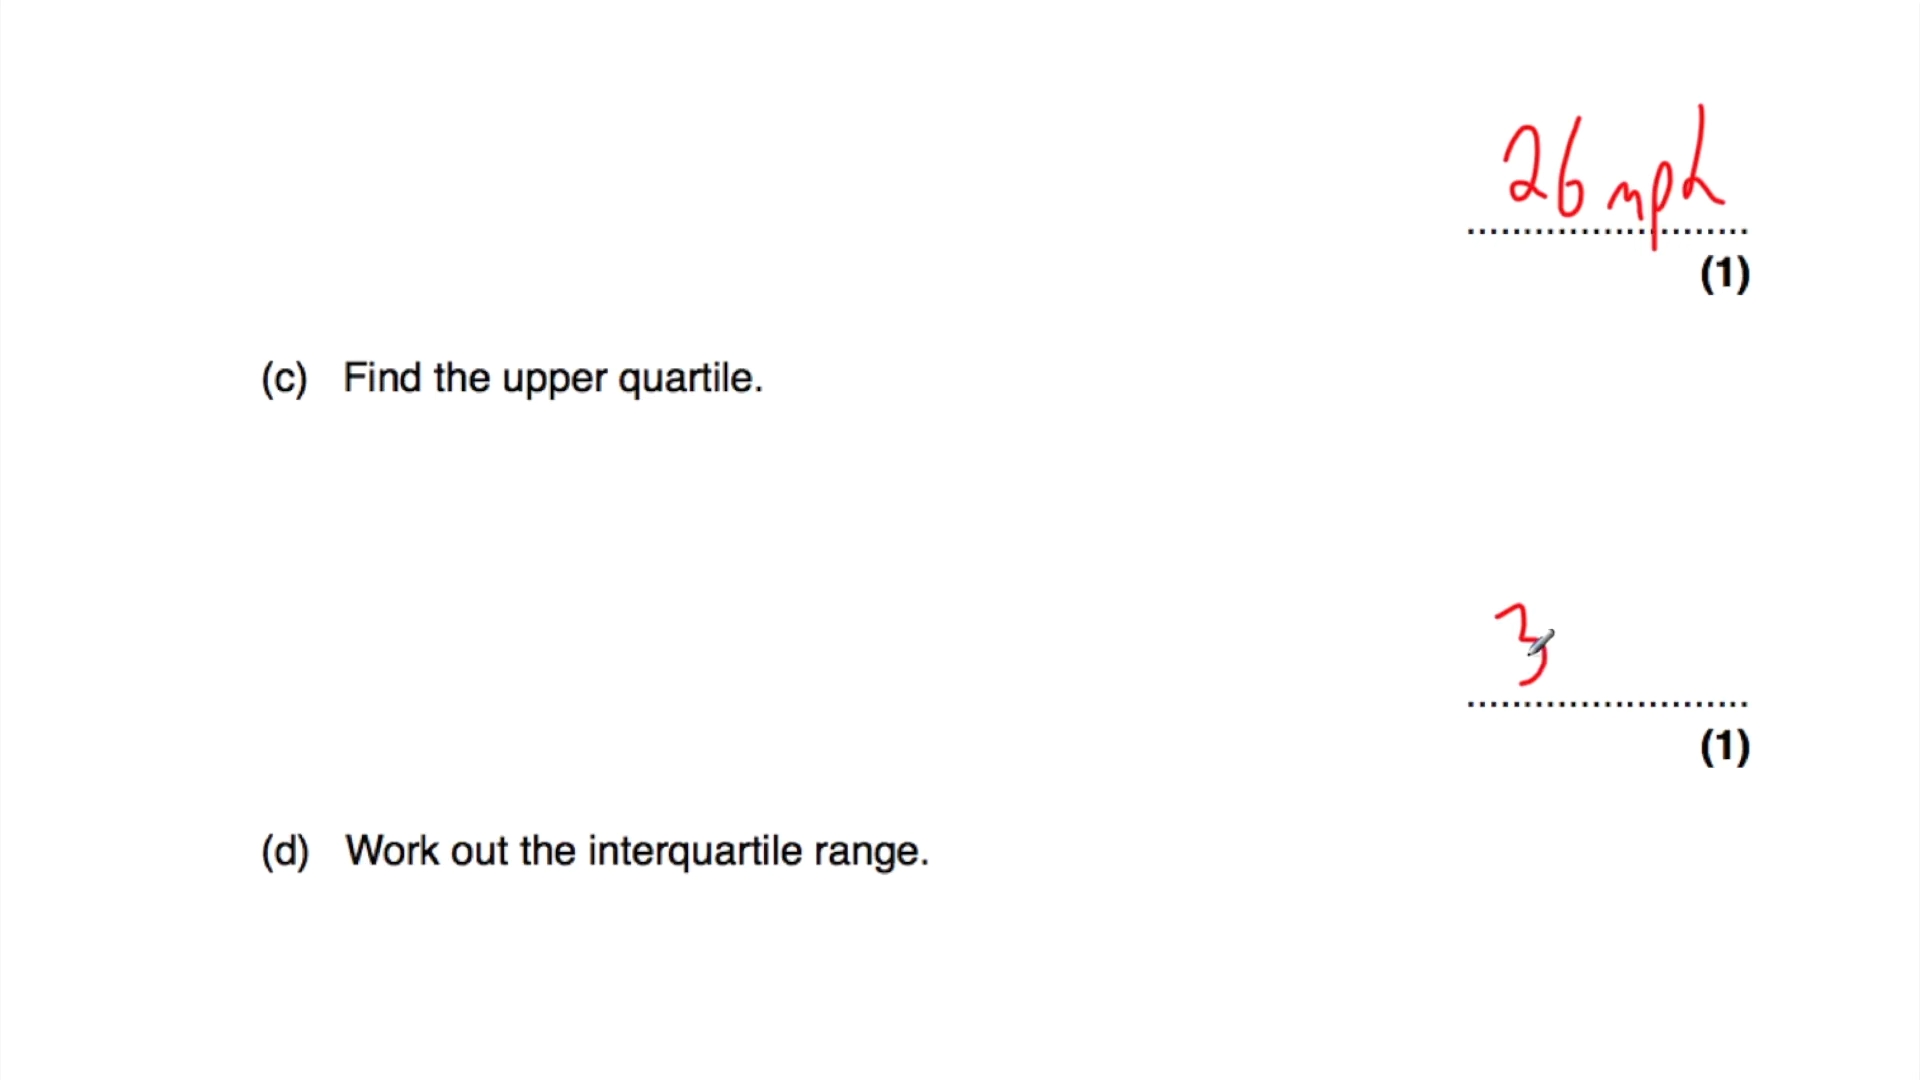 26 mph
(1)
(c) Find the upper quartile.
3
(1)
(d) Work out the interquartile range.